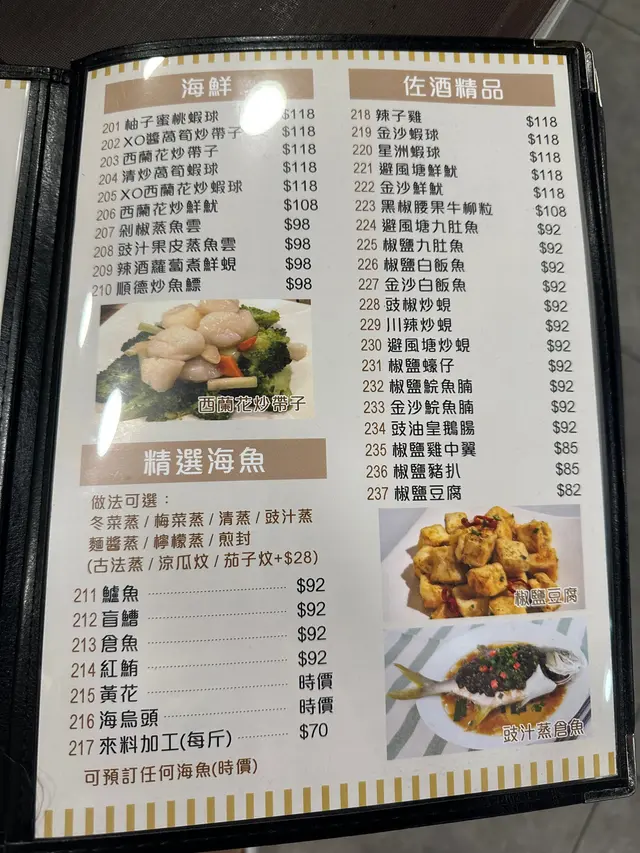 海鮮
201 柚子蜜桃蝦球 $118
202 XO醬萵筍炒帶子 $118
203 西蘭花炒帶子 $118
204 清炒萵筍蝦球 $118
205 XO西蘭花炒蝦球 $118
206 西蘭花炒鮮魷 $108
207 剁椒蒸魚雲 $98
208 豉汁果皮蒸魚雲 $98
209 辣酒蘿蔔煮鮮蜆 $98
210 順德炒魚鰾 $98
西蘭花炒帶子
精選海魚
做法可選：
冬菜蒸 / 梅菜蒸 / 清蒸 / 豉汁蒸
麵醬蒸 / 檸檬蒸 / 煎封
(古法蒸 / 涼瓜炆 / 茄子炆+$28)
211 鱸魚 $92
212 盲鰽 $92
213 倉魚 $92
214 紅鮪 $92
215 黃花 時價
216 海烏頭 時價
217 來料加工(每斤) $70
可預訂任何海魚(時價)
佐酒精品
218 辣子雞 $118
219 金沙蝦球 $118
220 星洲蝦球 $118
221 避風塘鮮魷 $118
222 金沙鮮魷 $118
223 黑椒腰果牛柳粒 $108
224 避風塘九肚魚 $92
225 椒鹽九肚魚 $92
226 椒鹽白飯魚 $92
227 金沙白飯魚 $92
228 豉椒炒蜆 $92
229 川辣炒蜆 $92
230 避風塘炒蜆 $92
231 椒鹽蠔仔 $92
232 椒鹽鯇魚腩 $92
233 金沙鯇魚腩 $92
234 豉油皇鵝腸 $92
235 椒鹽雞中翼 $85
236 椒鹽豬扒 $85
237 椒鹽豆腐 $82
椒鹽豆腐
豉汁蒸倉魚